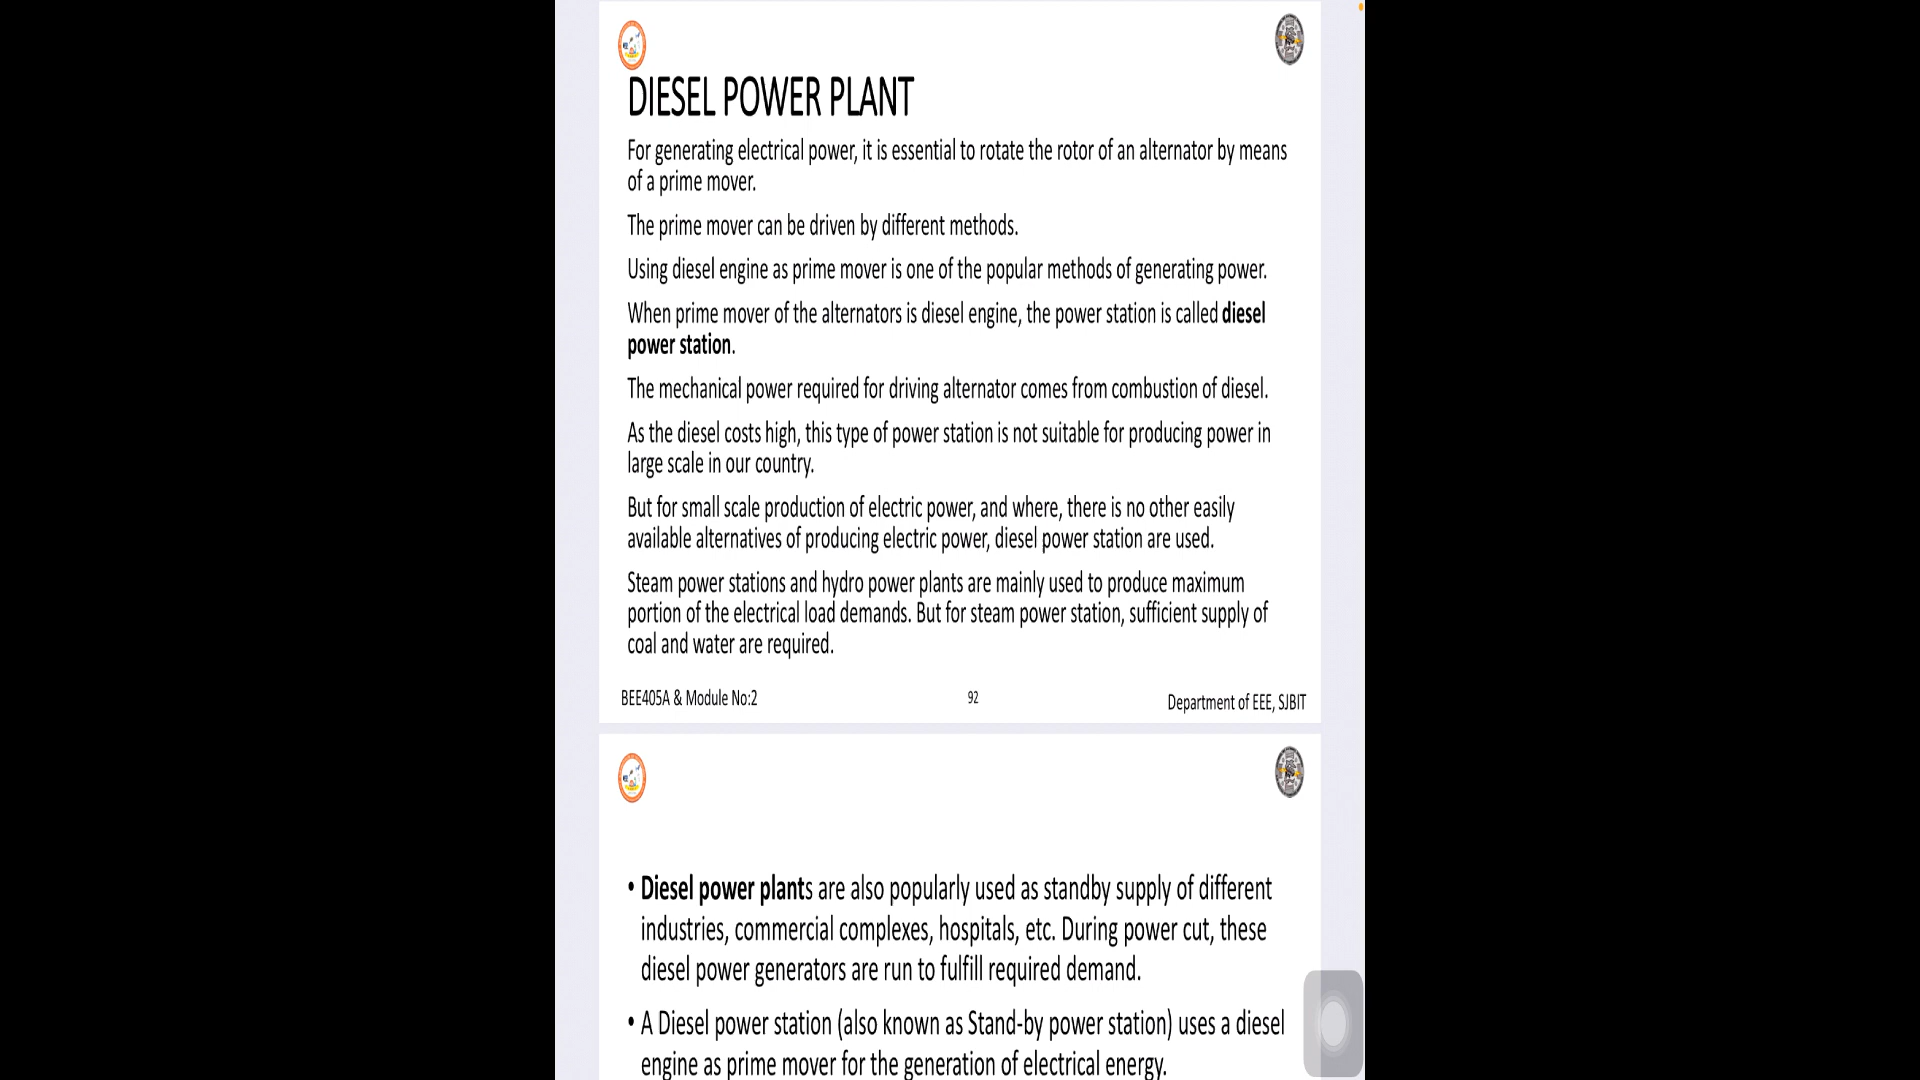 DIESEL POWER PLANT
For generating electrical power, it is essential to rotate the rotor of an alternator by means
of a prime mover.
The prime mover can be driven by different methods.
Using diesel engine as prime mover is one of the popular methods of generating power.
When prime mover of the alternators is diesel engine, the power station is called diesel
power station.
The mechanical power required for driving alternator comes from combustion of diesel.
As the diesel costs high, this type of power station is not suitable for producing power in
large scale in our country.
But for small scale production of electric power, and where, there is no other easily
available alternatives of producing electric power, diesel power station are used.
Steam power stations and hydro power plants are mainly used to produce maximum
portion of the electrical load demands. But for steam power station, sufficient supply of
coal and water are required.
BEE405A & Module No:2
92
Department of EEE, SJBIT
• Diesel power plants are also popularly used as standby supply of different
industries, commercial complexes, hospitals, etc. During power cut, these
diesel power generators are run to fulfill required demand.
• A Diesel power station (also known as Stand-by power station) uses a diesel
engine as prime mover for the generation of electrical energy.